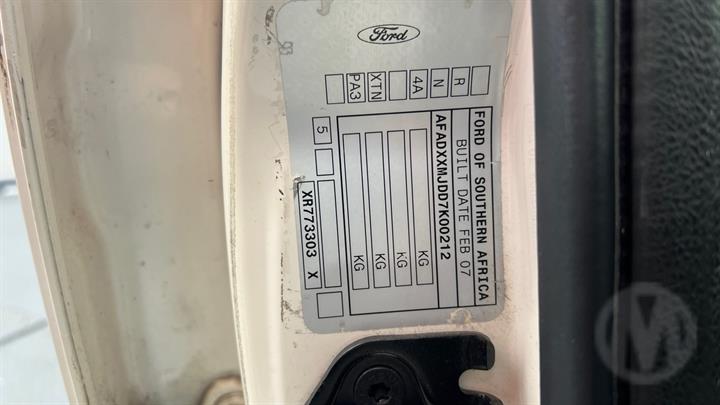 Ford
FORD OF SOUTHERN AFRICA
BUILT DATE FEB 07
AFADXXMJDD7K00212
KG
KG
KG
KG
R
N
4A
XTN
PA3
5
XR773303 X
M